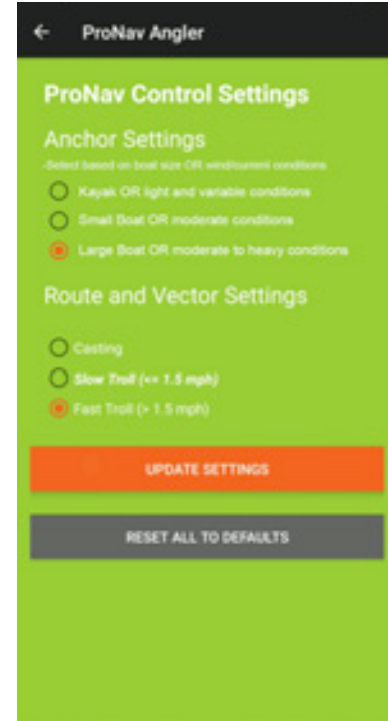 ProNav Angler
ProNav Control Settings
Anchor Settings
-Select based on boat size OR wind/current conditions
Kayak OR light and variable conditions
Small Boat OR moderate conditions
Large Boat OR moderate to heavy conditions
Route and Vector Settings
Casting
Slow Troll (<= 1.5 mph)
Fast Troll (> 1.5 mph)
UPDATE SETTINGS
RESET ALL TO DEFAULTS